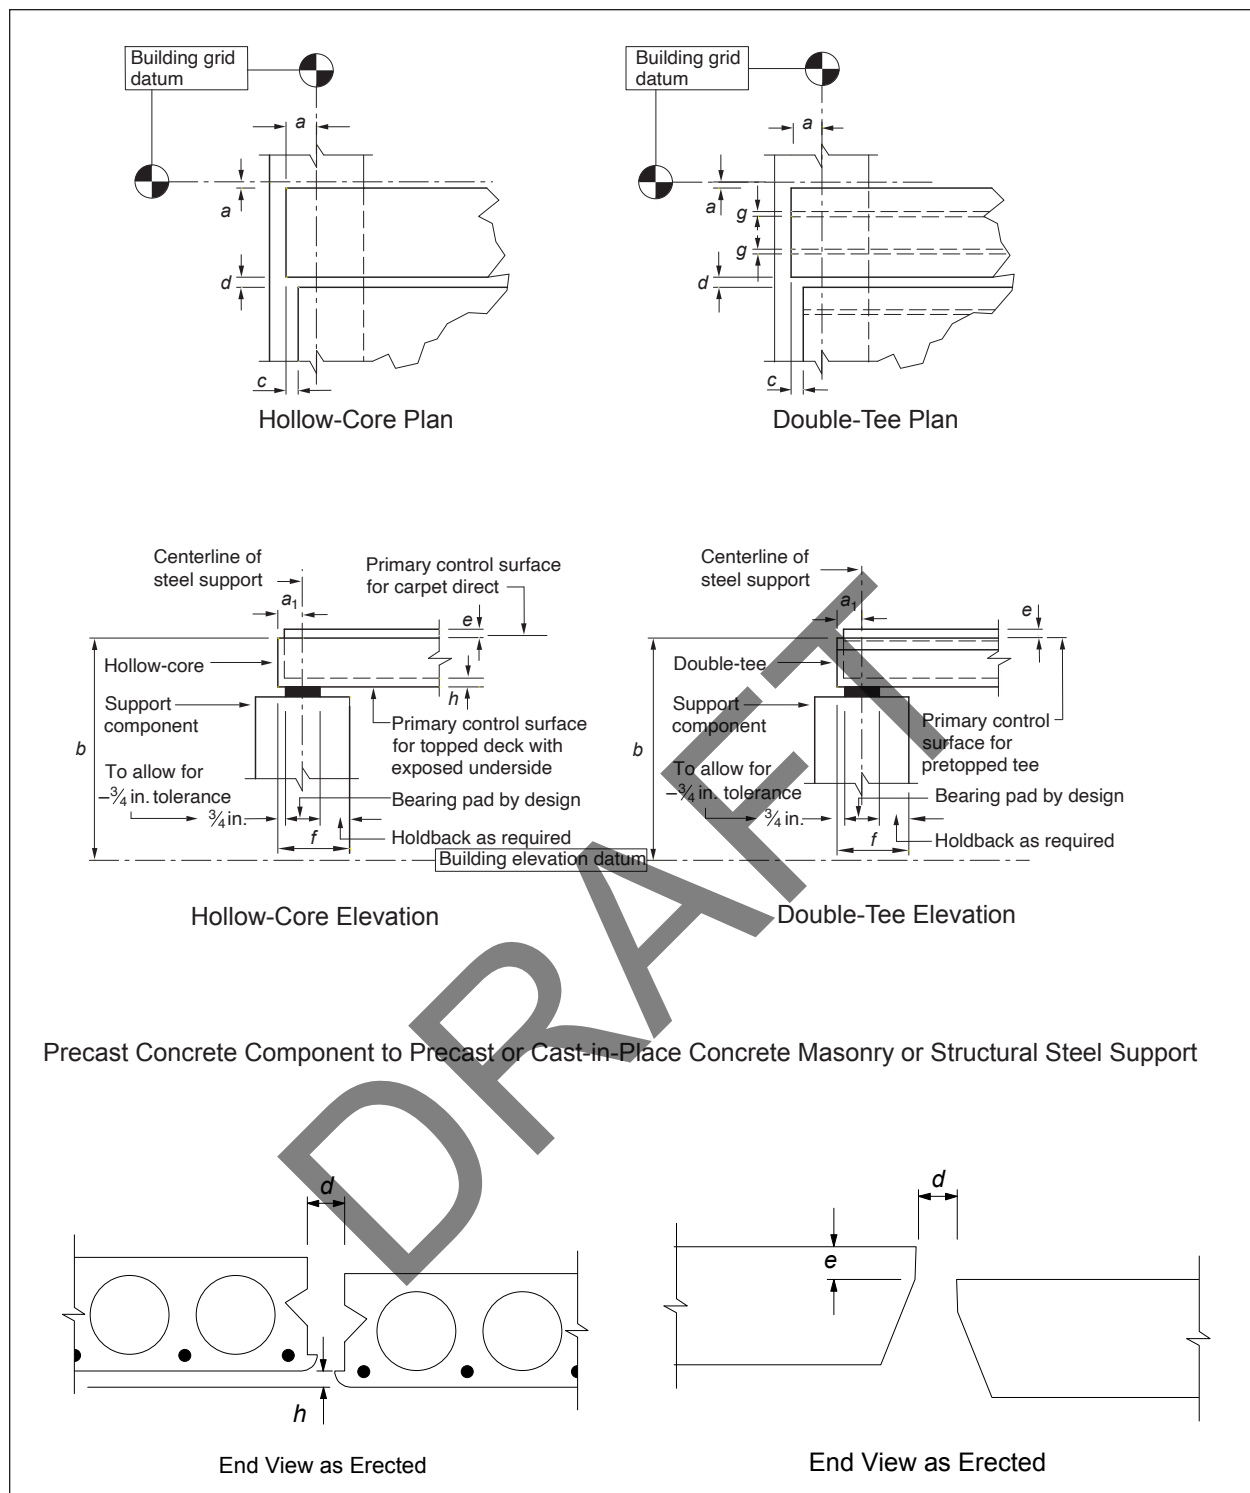 Building grid
datum
a
a
d
c
Hollow-Core Plan
Building grid
datum
a
a
g
g
d
c
Double-Tee Plan
Centerline of
steel support
a1
Primary control surface
for carpet direct
e
Hollow-core
h
Support
component
Primary control surface
for topped deck with
exposed underside
b
To allow for
–¾ in. tolerance
¾ in.
Bearing pad by design
f
Holdback as required
Building elevation datum
Hollow-Core Elevation
Centerline of
steel support
a1
e
Double-tee
Support
component
Primary control
surface for
pretopped tee
b
To allow for
–¾ in. tolerance
¾ in.
Bearing pad by design
f
Holdback as required
Double-Tee Elevation
DRAFT
Precast Concrete Component to Precast or Cast-in-Place Concrete Masonry or Structural Steel Support
d
h
End View as Erected
d
e
End View as Erected